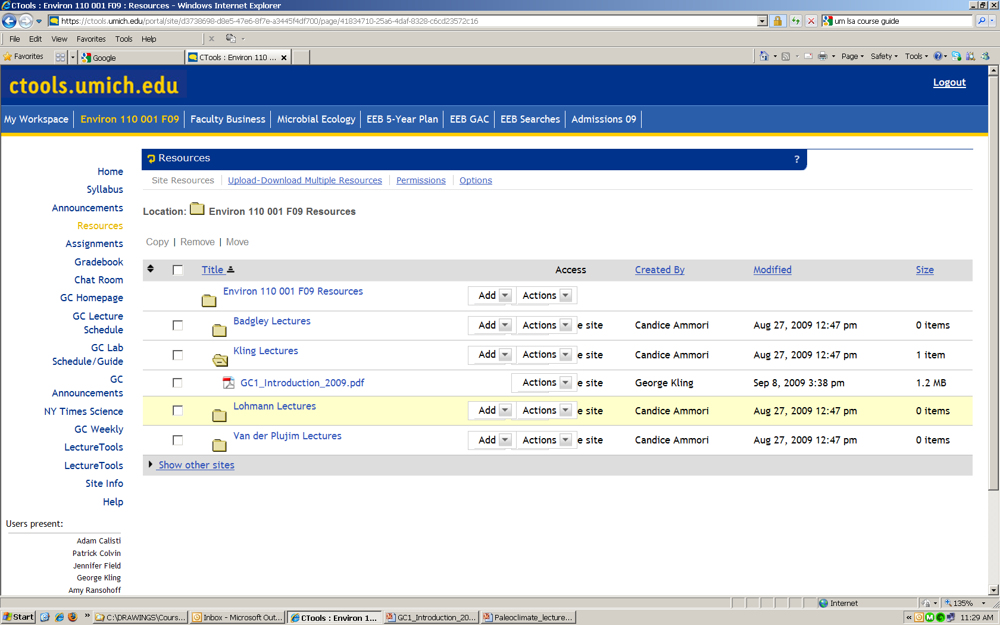 CTools : Environ 110 001 F09 : Resources - Windows Internet Explorer
https://ctools.umich.edu/portal/site/d3738698-d8e5-47e6-8f7e-a3445f4df700/page/41834710-25a6-4daf-8328-c6cd23572c16
um lsa course guide
File Edit View Favorites Tools Help
Favorites Google CTools : Environ 110 ... Page Safety Tools
ctools.umich.edu
Logout
My Workspace Environ 110 001 F09 Faculty Business Microbial Ecology EEB 5-Year Plan EEB GAC EEB Searches Admissions 09
Home
Syllabus
Announcements
Resources
Assignments
Gradebook
Chat Room
GC Homepage
GC Lecture
Schedule
GC Lab
Schedule/Guide
GC
Announcements
NY Times Science
GC Weekly
LectureTools
LectureTools
Site Info
Help
Users present:
Adam Calisti
Patrick Colvin
Jennifer Field
George Kling
Amy Ransohoff
Resources ?
Site Resources Upload-Download Multiple Resources Permissions Options
Location: Environ 110 001 F09 Resources
Copy | Remove | Move
Title Access Created By Modified Size
Environ 110 001 F09 Resources Add Actions
Badgley Lectures Add Actions e site Candice Ammori Aug 27, 2009 12:47 pm 0 items
Kling Lectures Add Actions e site Candice Ammori Aug 27, 2009 12:47 pm 1 item
GC1_Introduction_2009.pdf Actions e site George Kling Sep 8, 2009 3:38 pm 1.2 MB
Lohmann Lectures Add Actions e site Candice Ammori Aug 27, 2009 12:47 pm 0 items
Van der Plujim Lectures Add Actions e site Candice Ammori Aug 27, 2009 12:47 pm 0 items
Show other sites
Internet 135%
Start » C:\DRAWINGS\Cours... Inbox - Microsoft Out... CTools : Environ 1... GC1_Introduction_20... Paleoclimate_lecture... « 11:29 AM